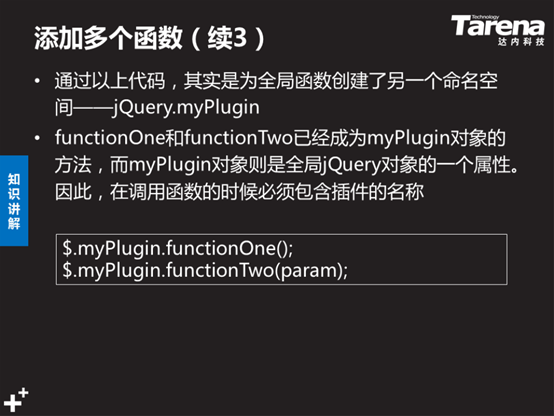 添加多个函数（续3）
Technology
Tarena
达内科技
• 通过以上代码，其实是为全局函数创建了另一个命名空
间——jQuery.myPlugin
• functionOne和functionTwo已经成为myPlugin对象的
方法，而myPlugin对象则是全局jQuery对象的一个属性。
因此，在调用函数的时候必须包含插件的名称
知识讲解
$.myPlugin.functionOne();
$.myPlugin.functionTwo(param);